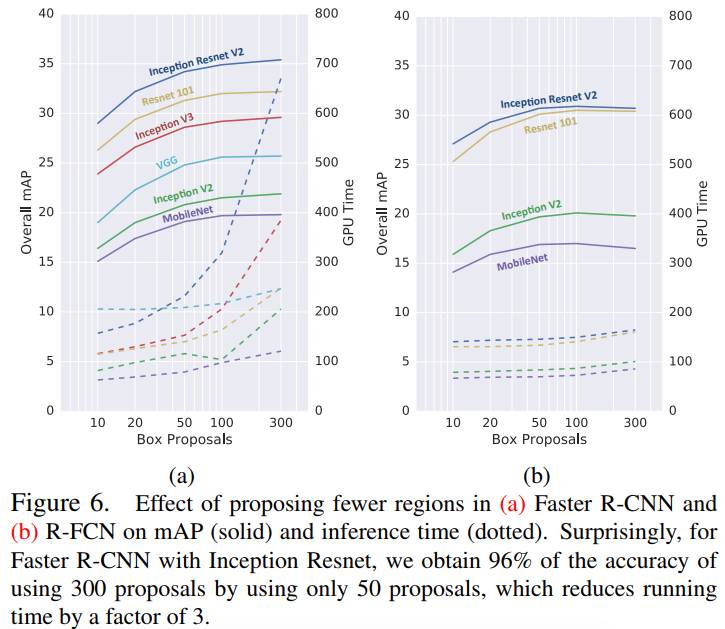 40
35
30
25
20
15
10
5
0
Overall mAP
800
700
600
500
400
300
200
100
0
GPU Time
Inception Resnet V2
Resnet 101
Inception V3
VGG
Inception V2
MobileNet
10 20 50 100 300
Box Proposals
(a)
40
35
30
25
20
15
10
5
0
Overall mAP
800
700
600
500
400
300
200
100
0
GPU Time
Inception Resnet V2
Resnet 101
Inception V2
MobileNet
10 20 50 100 300
Box Proposals
(b)
Figure 6. Effect of proposing fewer regions in (a) Faster R-CNN and
(b) R-FCN on mAP (solid) and inference time (dotted). Surprisingly, for
Faster R-CNN with Inception Resnet, we obtain 96% of the accuracy of
using 300 proposals by using only 50 proposals, which reduces running
time by a factor of 3.